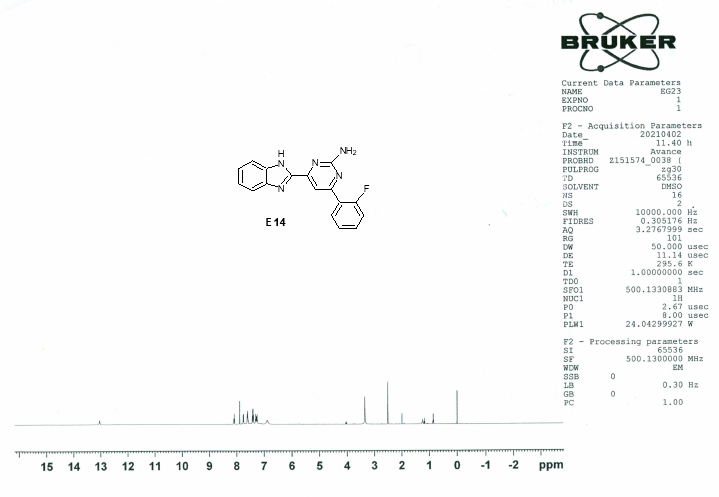 BRUKER
Current Data Parameters
NAME EG23
EXPNO 1
PROCNO 1
F2 - Acquisition Parameters
Date_ 20210402
Time 11.40 h
INSTRUM Avance
PROBHD Z151574_0038 (
PULPROG zg30
TD 65536
SOLVENT DMSO
NS 16
DS 2
SWH 10000.000 Hz
FIDRES 0.305176 Hz
AQ 3.2767999 sec
RG 101
DW 50.000 usec
DE 11.14 usec
TE 295.6 K
D1 1.00000000 sec
TD0 1
SFO1 500.1330883 MHz
NUC1 1H
P0 2.67 usec
P1 8.00 usec
PLW1 24.04299927 W
F2 - Processing parameters
SI 65536
SF 500.1300000 MHz
WDW EM
SSB 0
LB 0.30 Hz
GB 0
PC 1.00
H
N
N
N
NH2
N
F
E14
15 14 13 12 11 10 9 8 7 6 5 4 3 2 1 0 -1 -2 ppm